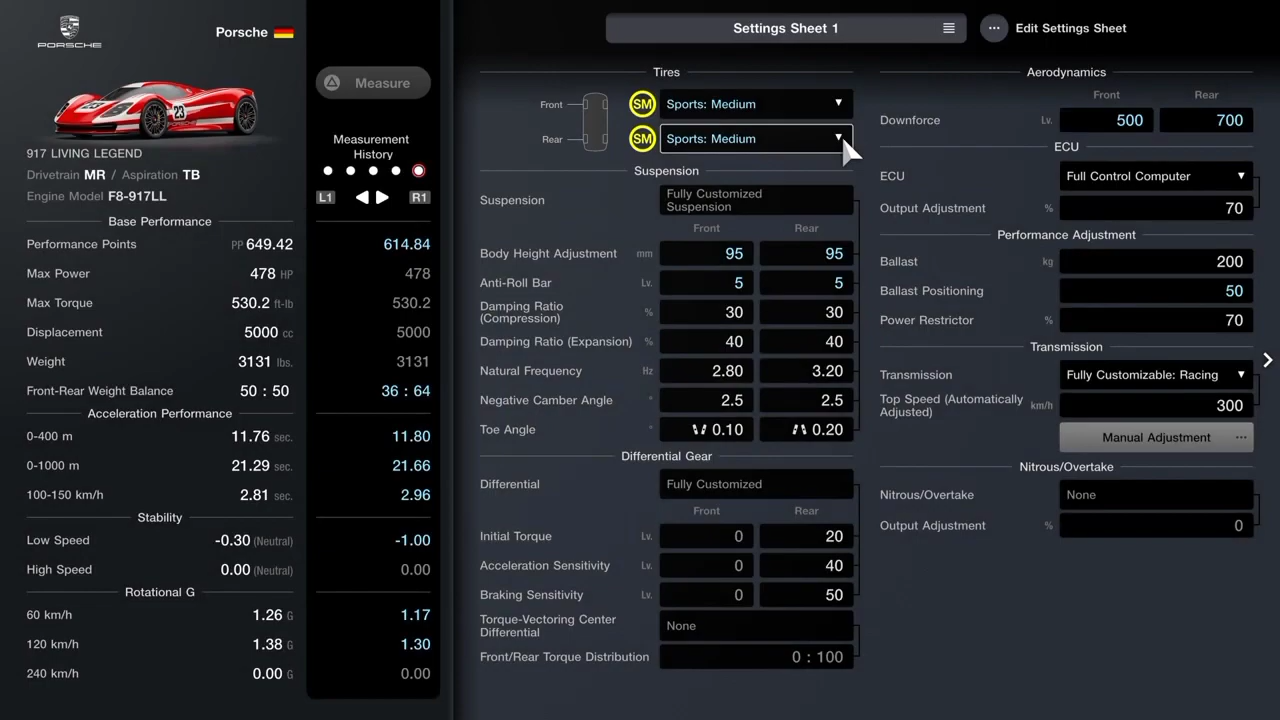 PORSCHE
Porsche
23
917 LIVING LEGEND
Drivetrain MR / Aspiration TB
Engine Model F8-917LL
Base Performance
Performance Points PP 649.42
Max Power 478 HP
Max Torque 530.2 ft-lb
Displacement 5000 cc
Weight 3131 lbs.
Front-Rear Weight Balance 50 : 50
Acceleration Performance
0-400 m 11.76 sec.
0-1000 m 21.29 sec.
100-150 km/h 2.81 sec.
Stability
Low Speed -0.30 (Neutral)
High Speed 0.00 (Neutral)
Rotational G
60 km/h 1.26 G
120 km/h 1.38 G
240 km/h 0.00 G
Measure
Measurement
History
L1 R1
614.84
478
530.2
5000
3131
36 : 64
11.80
21.66
2.96
-1.00
0.00
1.17
1.30
0.00
Settings Sheet 1
Edit Settings Sheet
Tires
Front SM Sports: Medium
Rear SM Sports: Medium
Suspension
Suspension Fully Customized
Suspension
Front Rear
Body Height Adjustment mm 95 95
Anti-Roll Bar Lv. 5 5
Damping Ratio
(Compression) % 30 30
Damping Ratio (Expansion) % 40 40
Natural Frequency Hz 2.80 3.20
Negative Camber Angle ° 2.5 2.5
Toe Angle ° 0.10 0.20
Differential Gear
Differential Fully Customized
Front Rear
Initial Torque Lv. 0 20
Acceleration Sensitivity Lv. 0 40
Braking Sensitivity Lv. 0 50
Torque-Vectoring Center
Differential None
Front/Rear Torque Distribution 0 : 100
Aerodynamics
Front Rear
Downforce Lv. 500 700
ECU
ECU Full Control Computer
Output Adjustment % 70
Performance Adjustment
Ballast kg 200
Ballast Positioning 50
Power Restrictor % 70
Transmission
Transmission Fully Customizable: Racing
Top Speed (Automatically
Adjusted) km/h 300
Manual Adjustment
Nitrous/Overtake
Nitrous/Overtake None
Output Adjustment % 0